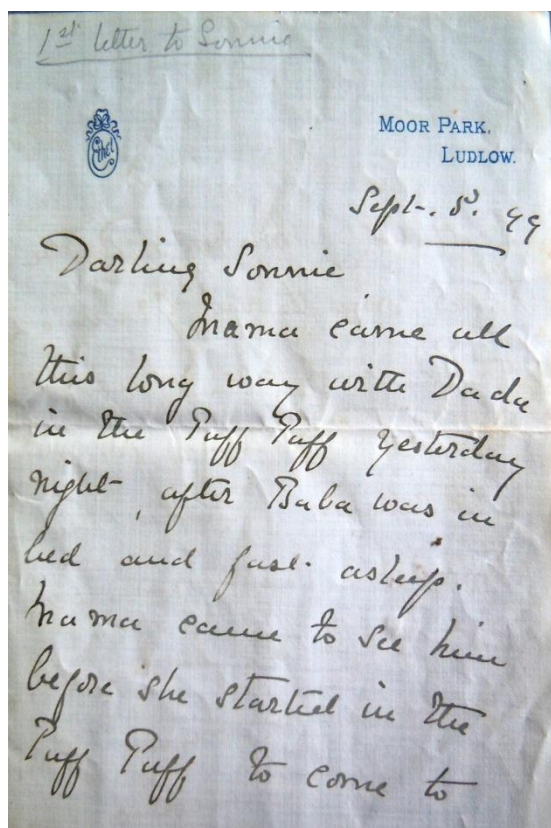 1st letter to Sonnie
Ethel
MOOR PARK,
LUDLOW.
Sept. 5. 99
Darling Sonnie
Mama came all
this long way with Dada
in the Puff Puff yesterday
night, after Baba was in
bed and fast asleep.
Mama came to see him
before she started in the
Puff Puff to come to